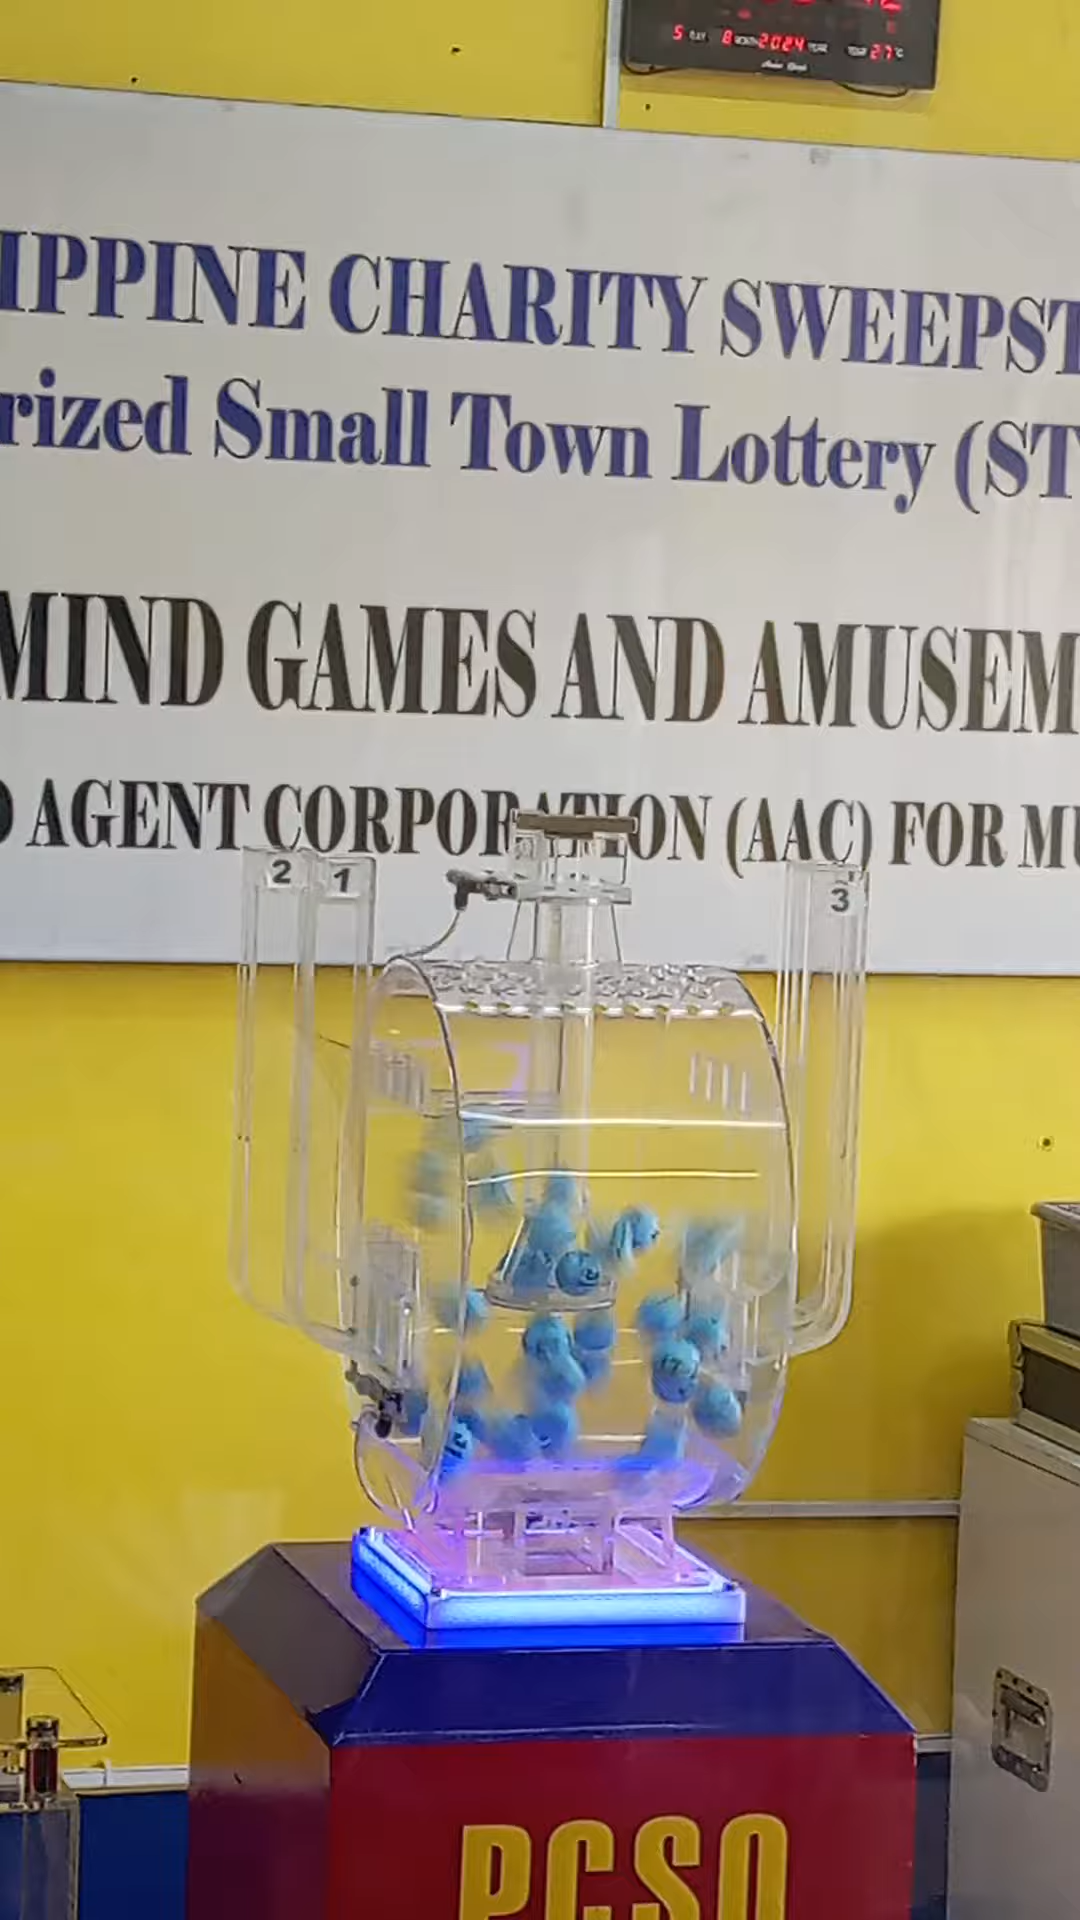 5 DAY 8 MONTH 2024 YEAR TEMP 27°C
IPPINE CHARITY SWEEPST
rized Small Town Lottery (ST
MIND GAMES AND AMUSEM
AGENT CORPORATION (AAC) FOR MU
2 1 3
PCSO